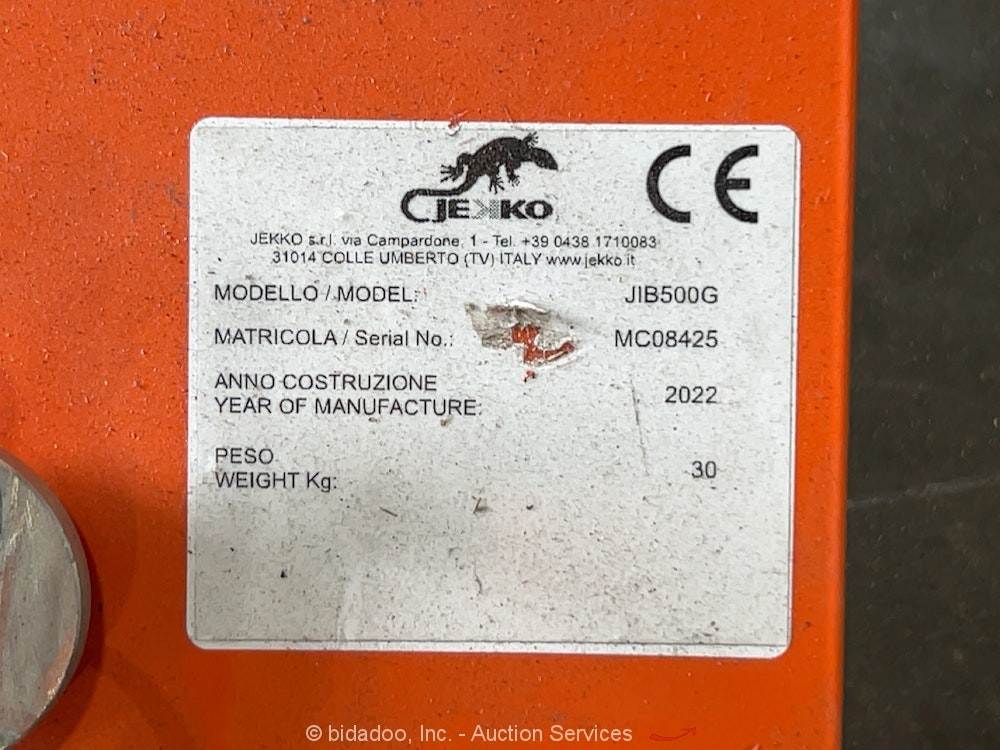 JEKKO
CE
JEKKO s.r.l. via Campardone, 1 - Tel. +39 0438 1710083
31014 COLLE UMBERTO (TV) ITALY www.jekko.it
MODELLO / MODEL: JIB500G
MATRICOLA / Serial No.: MC08425
ANNO COSTRUZIONE
YEAR OF MANUFACTURE: 2022
PESO
WEIGHT Kg: 30
© bidadoo, Inc. - Auction Services